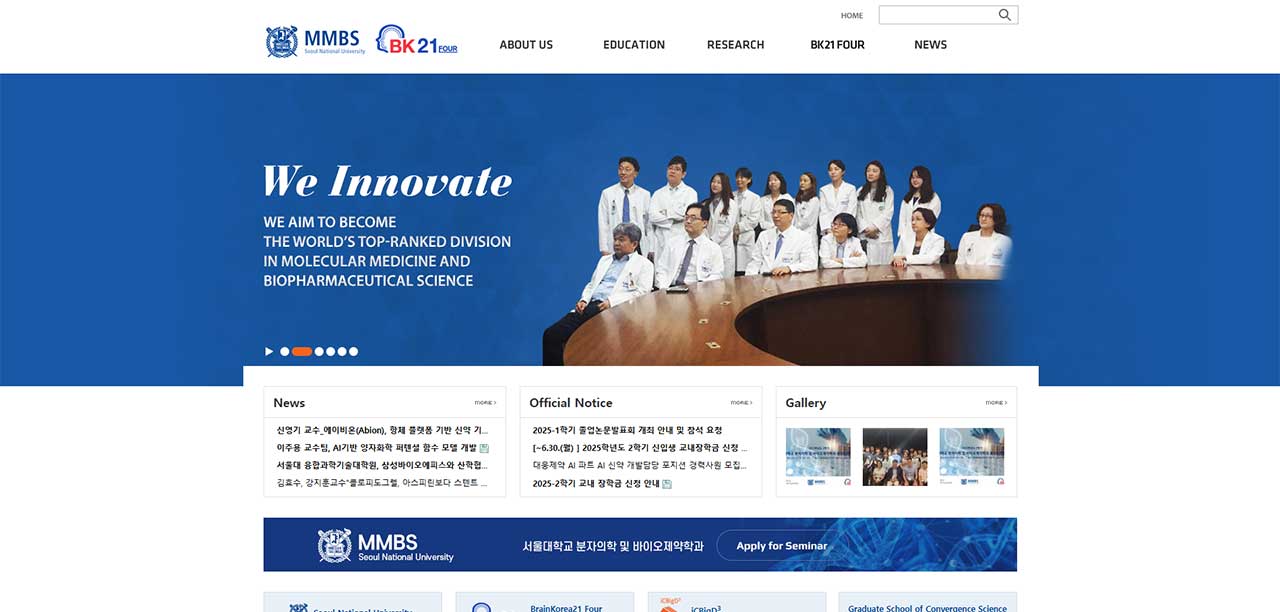 HOME
MMBS
Seoul National University
BK 21 FOUR
ABOUT US
EDUCATION
RESEARCH
BK21 FOUR
NEWS
We Innovate
WE AIM TO BECOME
THE WORLD'S TOP-RANKED DIVISION
IN MOLECULAR MEDICINE AND
BIOPHARMACEUTICAL SCIENCE
News
MORE >
신영기 교수_에이비온(Abion), 항체 플랫폼 기반 신약 기...
이주용 교수팀, AI기반 양자화학 퍼텐셜 함수 모델 개발
서울대 융합과학기술대학원, 삼성바이오에피스와 산학협...
김효수, 강지훈교수"클로피도그렐, 아스피린보다 스텐트 ...
Official Notice
MORE >
2025-1학기 졸업논문발표회 개최 안내 및 참석 요청
[~6.30.(월) ] 2025학년도 2학기 신입생 교내장학금 신청 ...
대웅제약 AI 파트 AI 신약 개발담당 포지션 경력사원 모집...
2025-2학기 교내 장학금 신청 안내
Gallery
MORE >
MMBS
Seoul National University
서울대학교 분자의학 및 바이오제약학과
Apply for Seminar
Seoul National University
BrainKorea21 Four
iCBigD³
iCBigD³
Graduate School of Convergence Science